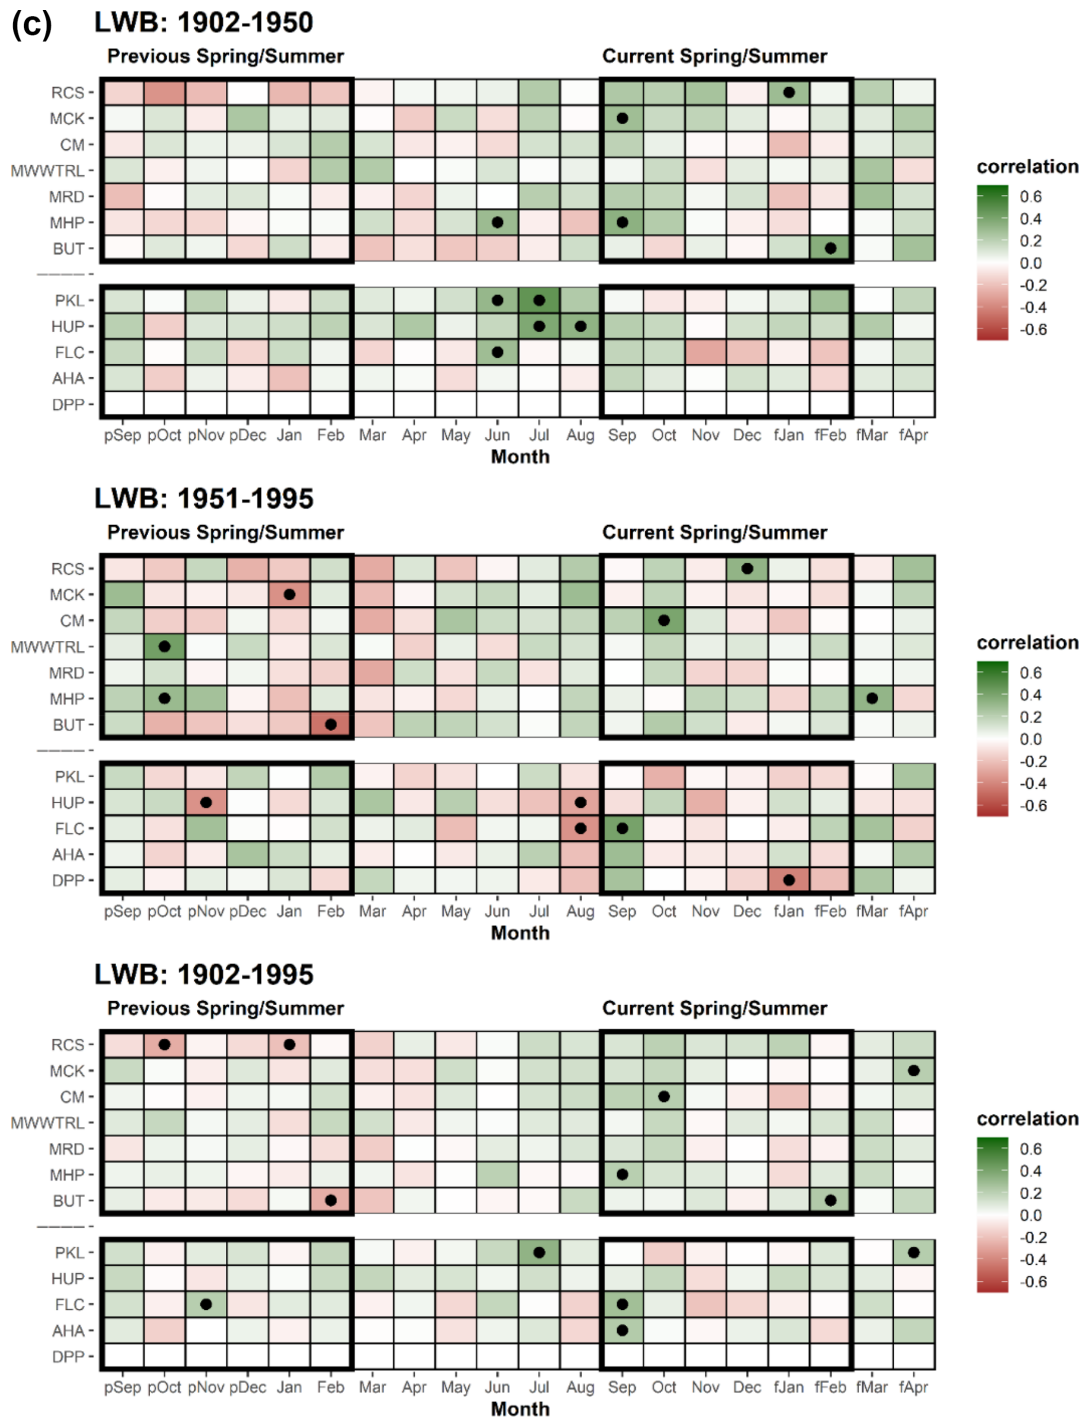 (c)
LWB: 1902-1950
Previous Spring/Summer Current Spring/Summer
RCS
MCK
CM
MWWTRL
MRD
MHP
BUT
————
PKL
HUP
FLC
AHA
DPP
pSep pOct pNov pDec Jan Feb Mar Apr May Jun Jul Aug Sep Oct Nov Dec fJan fFeb fMar fApr
Month
correlation
0.6
0.4
0.2
0.0
-0.2
-0.4
-0.6
LWB: 1951-1995
Previous Spring/Summer Current Spring/Summer
RCS
MCK
CM
MWWTRL
MRD
MHP
BUT
————
PKL
HUP
FLC
AHA
DPP
pSep pOct pNov pDec Jan Feb Mar Apr May Jun Jul Aug Sep Oct Nov Dec fJan fFeb fMar fApr
Month
correlation
0.6
0.4
0.2
0.0
-0.2
-0.4
-0.6
LWB: 1902-1995
Previous Spring/Summer Current Spring/Summer
RCS
MCK
CM
MWWTRL
MRD
MHP
BUT
————
PKL
HUP
FLC
AHA
DPP
pSep pOct pNov pDec Jan Feb Mar Apr May Jun Jul Aug Sep Oct Nov Dec fJan fFeb fMar fApr
Month
correlation
0.6
0.4
0.2
0.0
-0.2
-0.4
-0.6